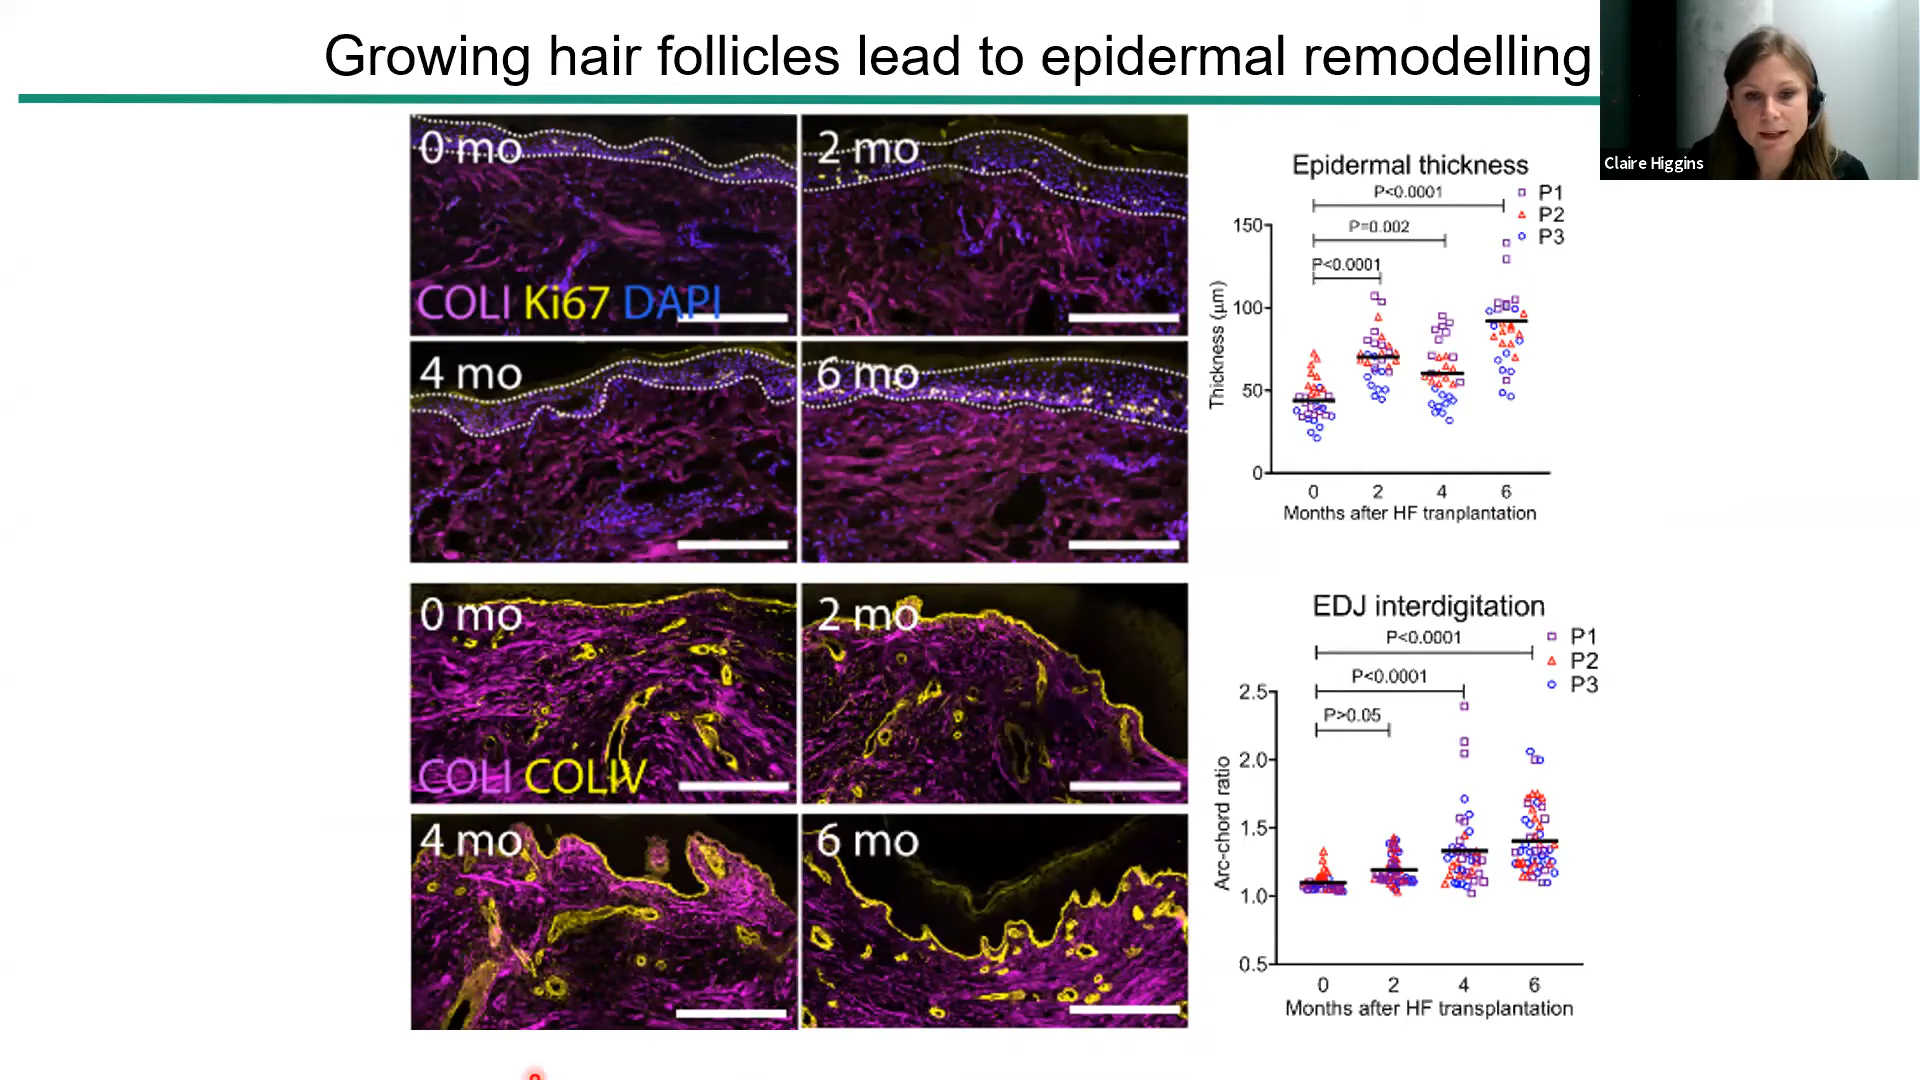 Growing hair follicles lead to epidermal remodelling
Claire Higgins
0 mo
2 mo
COLI Ki67 DAPI
4 mo
6 mo
0 mo
2 mo
COLI COLIV
4 mo
6 mo
Epidermal thickness
P<0.0001
P=0.002
P<0.0001
P1
P2
P3
Thickness (µm)
150
100
50
0
0 2 4 6
Months after HF tranplantation
EDJ interdigitation
P<0.0001
P<0.0001
P>0.05
P1
P2
P3
Arc-chord ratio
2.5
2.0
1.5
1.0
0.5
0 2 4 6
Months after HF transplantation